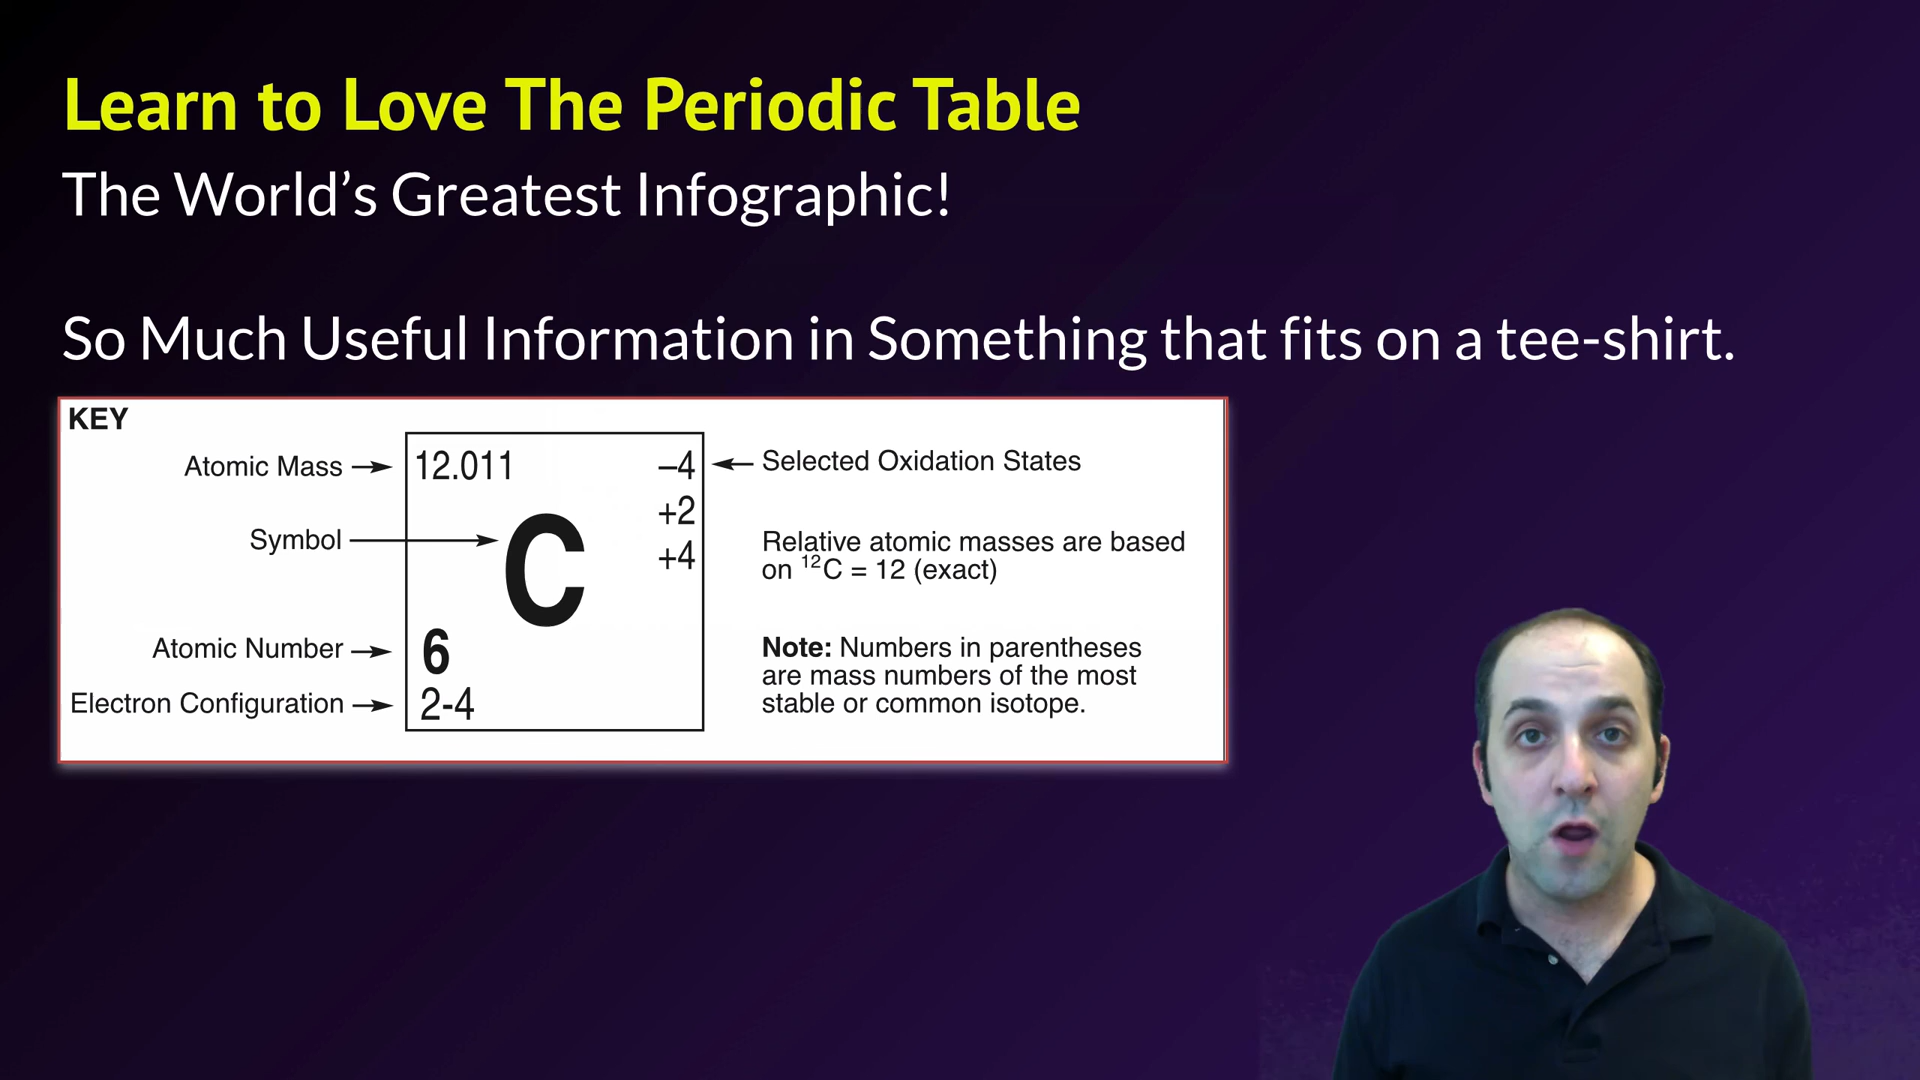 Learn to Love The Periodic Table
The World’s Greatest Infographic!
So Much Useful Information in Something that fits on a tee-shirt.
KEY
Atomic Mass
12.011
–4
Selected Oxidation States
+2
+4
Symbol
C
Relative atomic masses are based
on ¹²C = 12 (exact)
Atomic Number
6
Electron Configuration
2-4
Note: Numbers in parentheses
are mass numbers of the most
stable or common isotope.